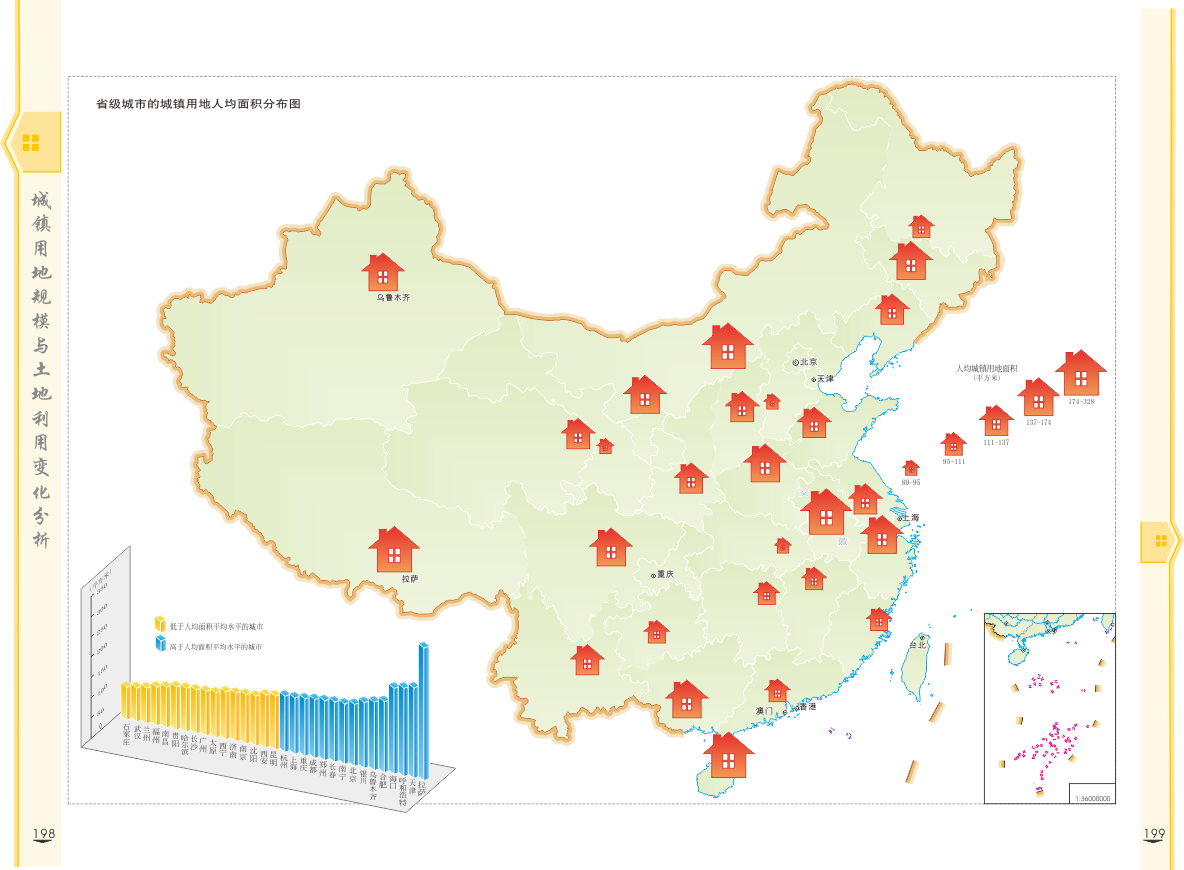 省级城市的城镇用地人均面积分布图
城镇用地规模与土地利用变化分析
乌鲁木齐
北京
天津
人均城镇用地面积
(平方米)
174-328
137-174
111-137
95-111
80-95
上海
拉萨
重庆
台北
澳门
香港
(平方米)
350
300
250
200
150
100
50
0
低于人均面积平均水平的城市
高于人均面积平均水平的城市
石家庄
武汉
兰州
福州
南昌
贵阳
哈尔滨
长沙
广州
太原
西宁
济南
南京
沈阳
西安
昆明
杭州
上海
重庆
成都
郑州
长春
南宁
北京
银川
乌鲁木齐
合肥
海口
呼和浩特
天津
拉萨
1:36000000
198
199